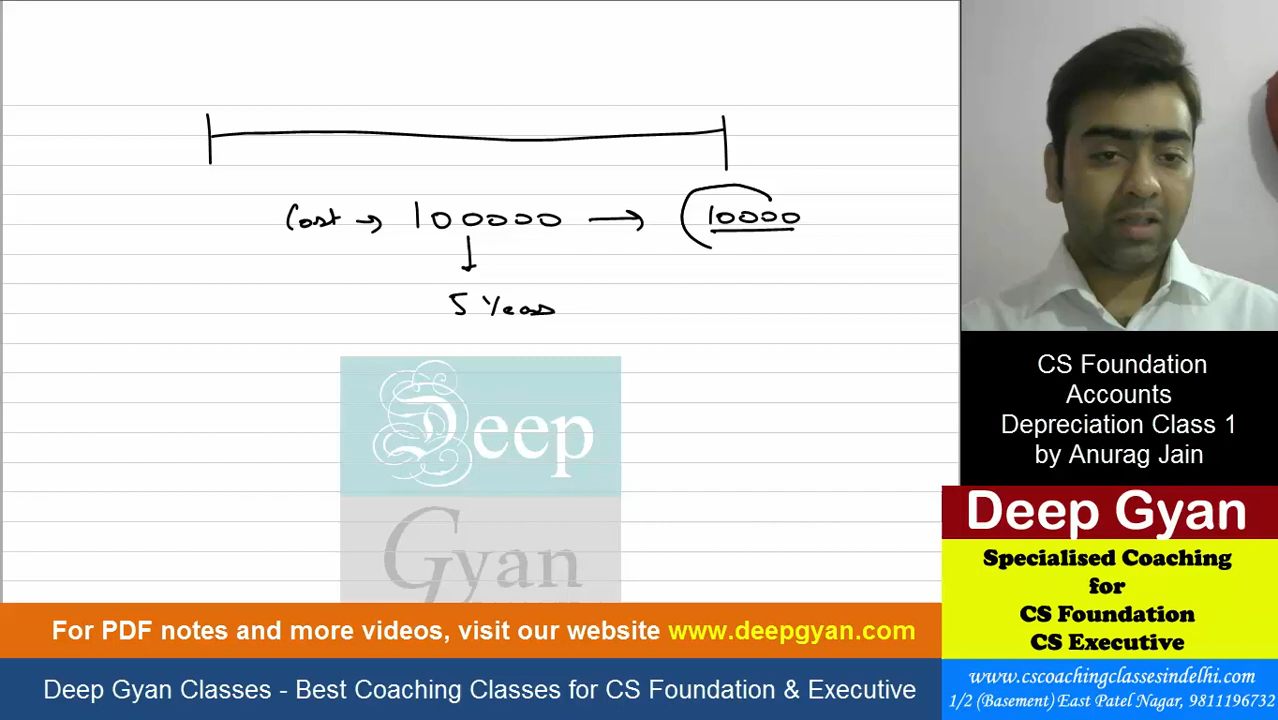 Cost → 100000 → 10000
5 Years
Deep
Gyan
CS Foundation
Accounts
Depreciation Class 1
by Anurag Jain
Deep Gyan
Specialised Coaching
for
CS Foundation
CS Executive
www.cscoachingclassesindelhi.com
1/2 (Basement) East Patel Nagar, 9811196732
For PDF notes and more videos, visit our website www.deepgyan.com
Deep Gyan Classes - Best Coaching Classes for CS Foundation & Executive